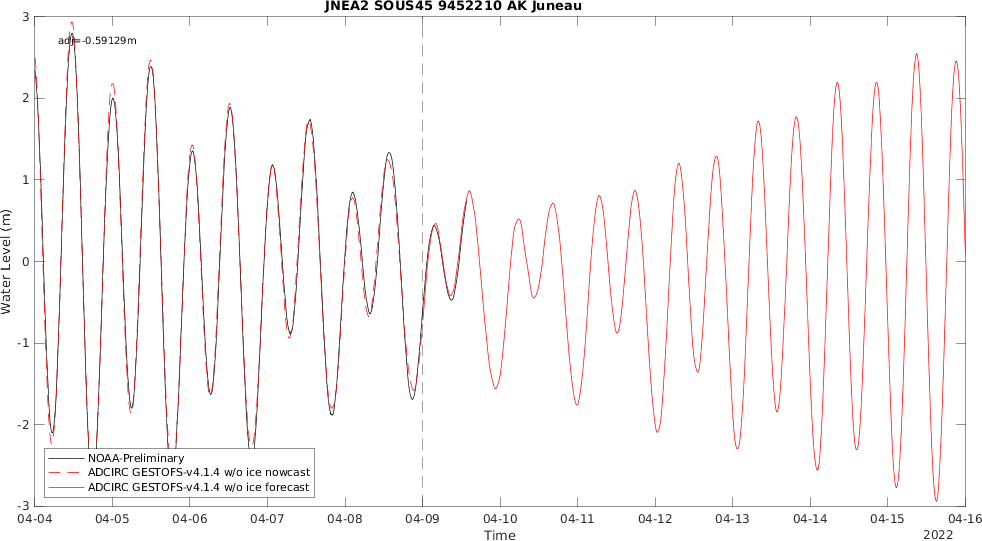 JNEA2 SOUS45 9452210 AK Juneau
adj=-0.59129m
3
2
1
0
-1
-2
-3
Water Level (m)
NOAA-Preliminary
ADCIRC GESTOFS-v4.1.4 w/o ice nowcast
ADCIRC GESTOFS-v4.1.4 w/o ice forecast
04-04 04-05 04-06 04-07 04-08 04-09 04-10 04-11 04-12 04-13 04-14 04-15 04-16
Time
2022